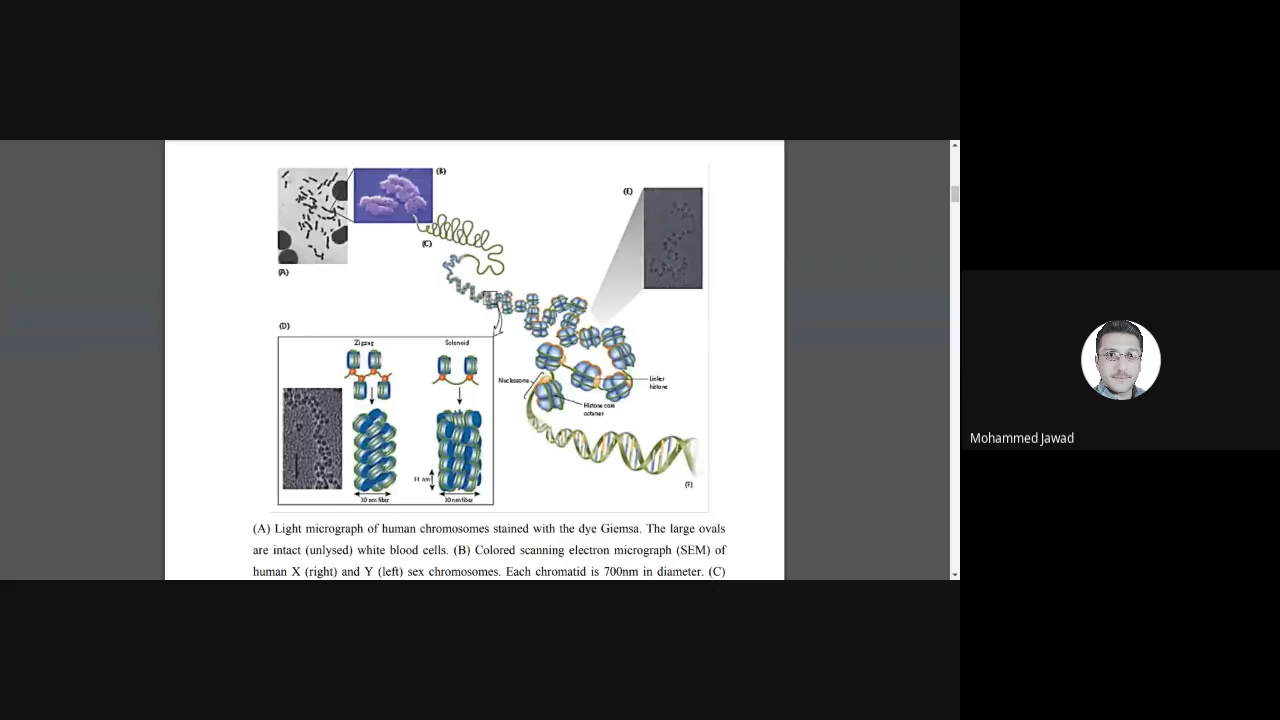 (B)
(E)
(C)
(A)
(D)
Zigzag
Solenoid
Nucleosome
Linker
histone
Histone core
octamer
11 nm
30 nm fiber
30 nm fiber
(F)
(A) Light micrograph of human chromosomes stained with the dye Giemsa. The large ovals
are intact (unlysed) white blood cells. (B) Colored scanning electron micrograph (SEM) of
human X (right) and Y (left) sex chromosomes. Each chromatid is 700nm in diameter. (C)
Mohammed Jawad